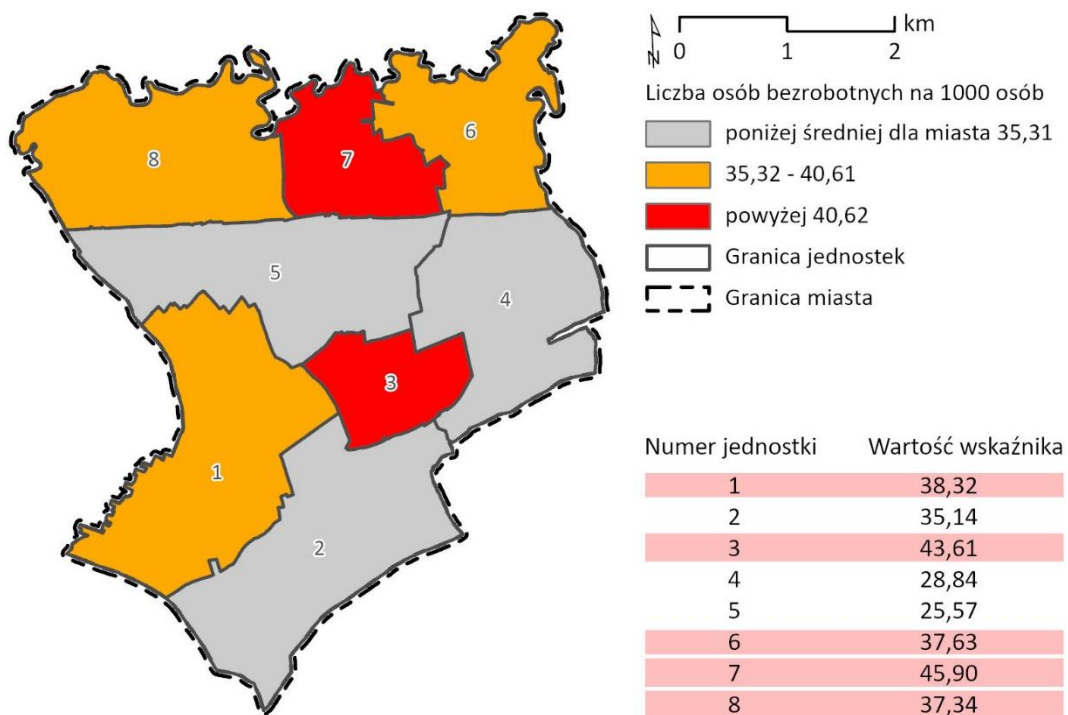 km
0 1 2
Liczba osób bezrobotnych na 1000 osób
poniżej średniej dla miasta 35,31
35,32 - 40,61
powyżej 40,62
Granica jednostek
Granica miasta
6
8
7
5
4
3
1
2
Numer jednostki Wartość wskaźnika
1 38,32
2 35,14
3 43,61
4 28,84
5 25,57
6 37,63
7 45,90
8 37,34